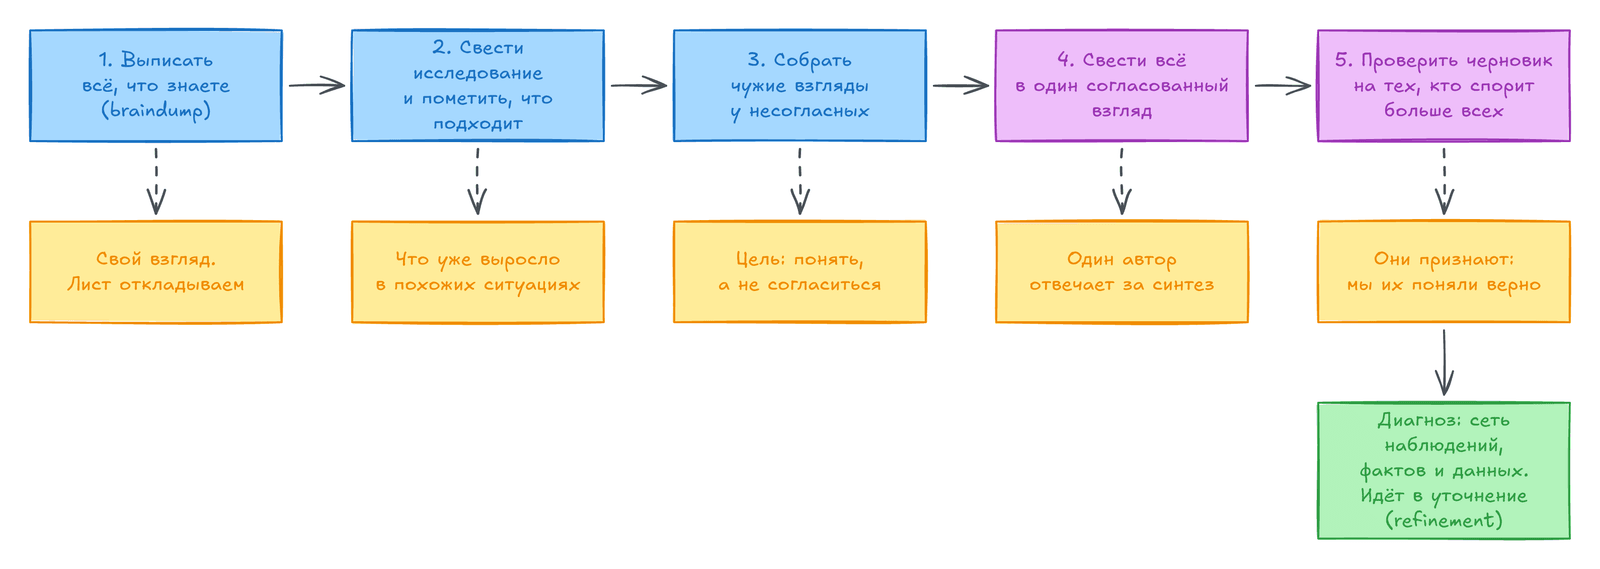 1. Выписать
всё, что знаете
(braindump)
2. Свести
исследование
и пометить, что
подходит
3. Собрать
чужие взгляды
у несогласных
4. Свести всё
в один согласованный
взгляд
5. Проверить черновик
на тех, кто спорит
больше всех
Свой взгляд.
Лист откладываем
Что уже выросло
в похожих ситуациях
Цель: понять,
а не согласиться
Один автор
отвечает за синтез
Они признают:
мы их поняли верно
Диагноз: сеть
наблюдений,
фактов и данных.
Идёт в уточнение
(refinement)